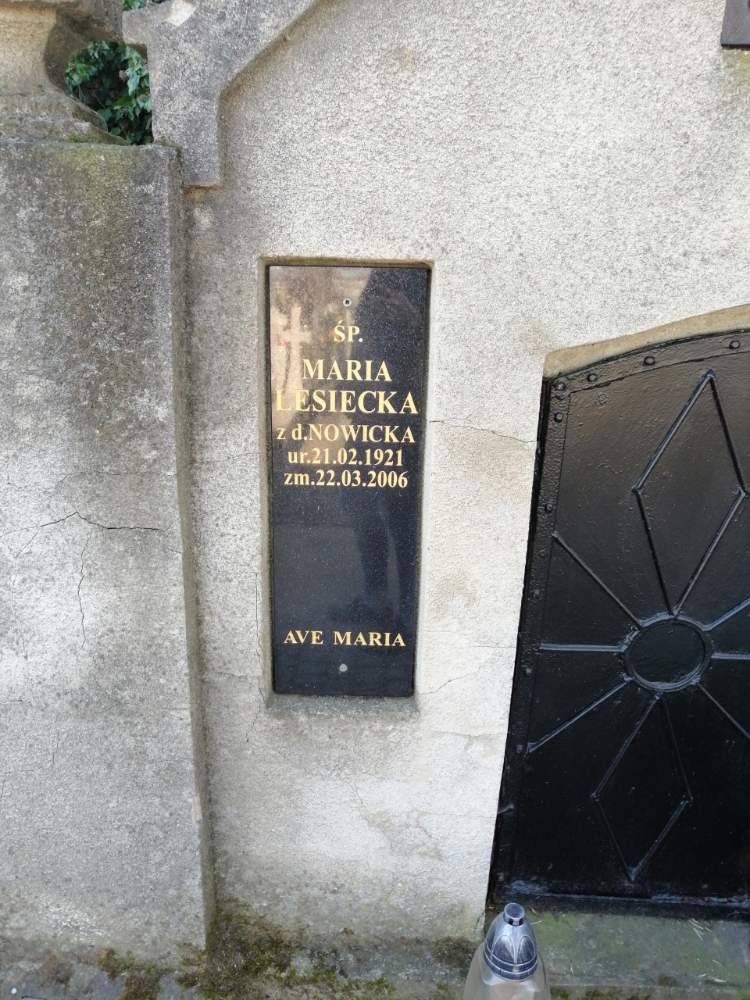 ŚP.
MARIA
LESIECKA
z d.NOWICKA
ur.21.02.1921
zm.22.03.2006
AVE MARIA